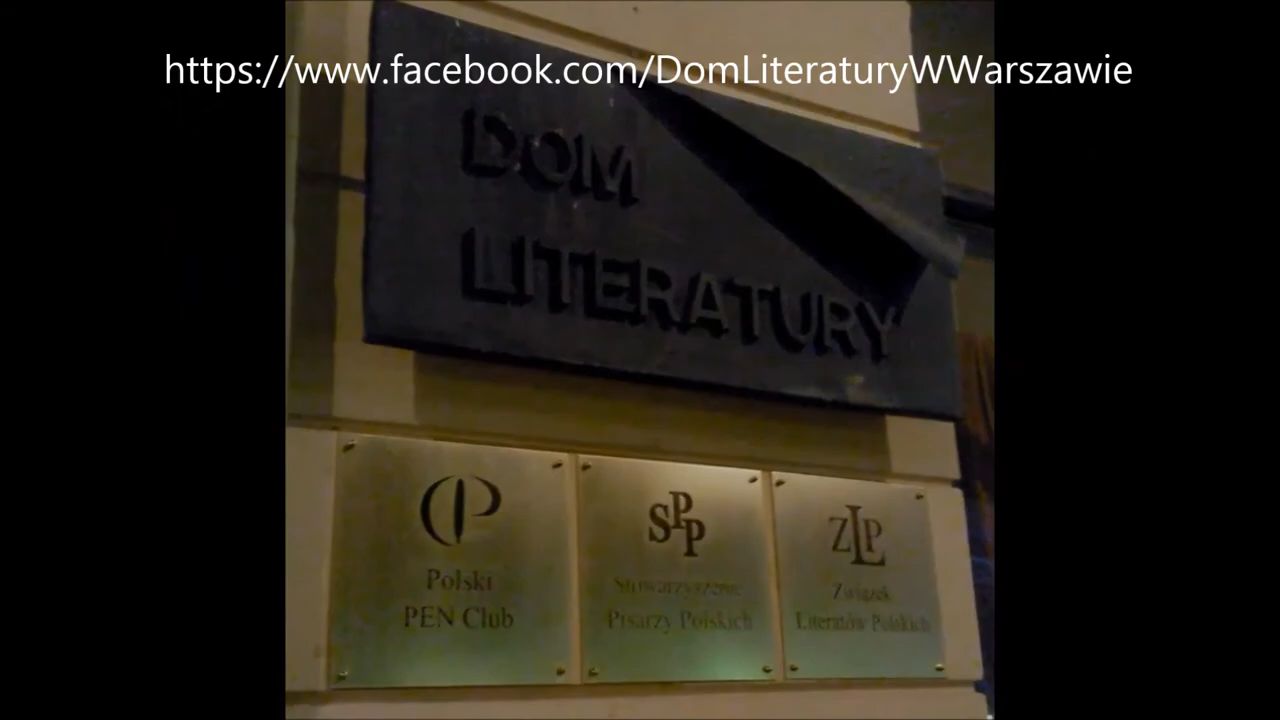 https://www.facebook.com/DomLiteraturyWWarszawie
DOM
LITERATURY
Polski
PEN Club
SPP
Stowarzyszenie
Pisarzy Polskich
ZLP
Związek
Literatów Polskich